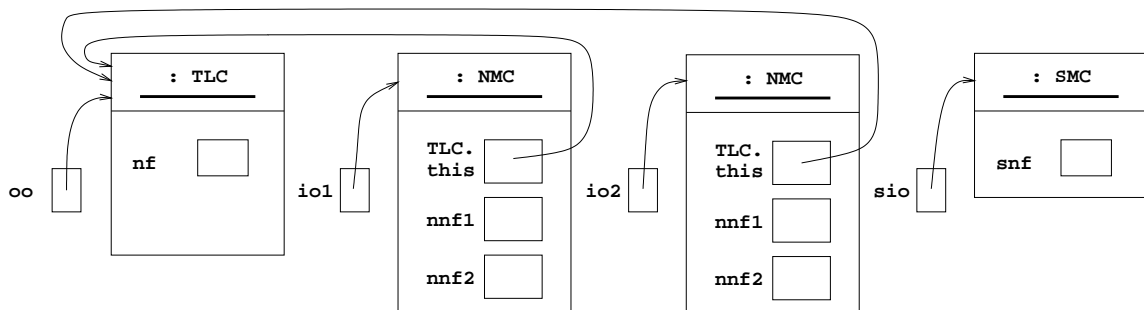 : TLC
: NMC
: NMC
: SMC
nf
TLC.
this
TLC.
this
snf
oo
io1
io2
sio
nnf1
nnf1
nnf2
nnf2